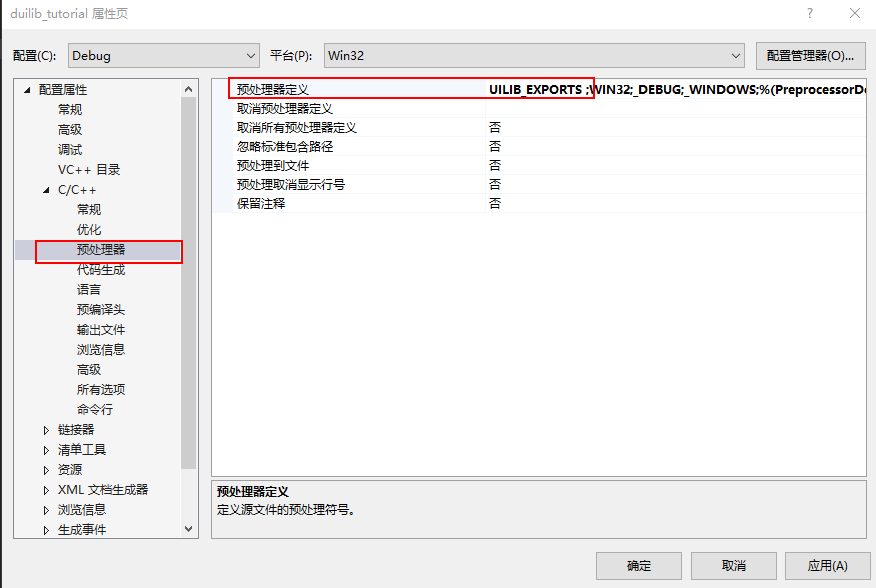 duilib_tutorial 属性页
配置(C): Debug 平台(P): Win32 配置管理器(O)...
配置属性
常规
高级
调试
VC++ 目录
C/C++
常规
优化
预处理器
代码生成
语言
预编译头
输出文件
浏览信息
高级
所有选项
命令行
链接器
清单工具
资源
XML 文档生成器
浏览信息
生成事件
预处理器定义 UILIB_EXPORTS ;WIN32;_DEBUG;_WINDOWS;%(PreprocessorDe
取消预处理器定义
取消所有预处理器定义 否
忽略标准包含路径 否
预处理到文件 否
预处理取消显示行号 否
保留注释 否
预处理器定义
定义源文件的预处理符号。
确定 取消 应用(A)